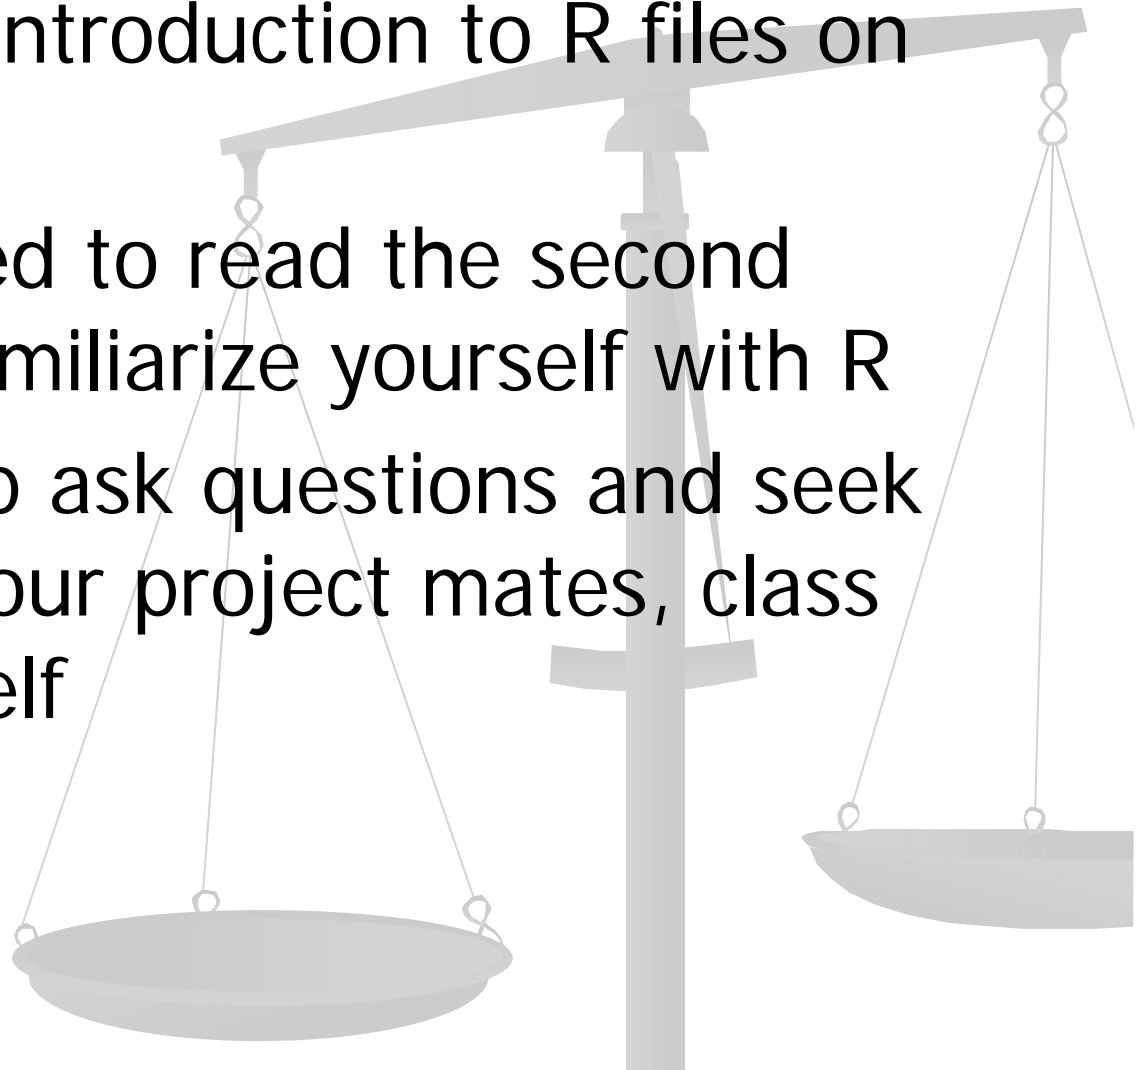 ntroduction to R files on
ed to read the second
miliarize yourself with R
o ask questions and seek
our project mates, class
elf